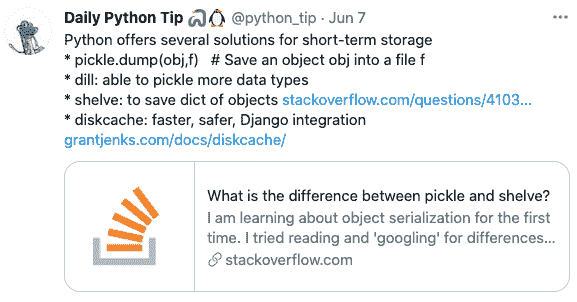 Daily Python Tip 🐍🐧 @python_tip · Jun 7
Python offers several solutions for short-term storage
* pickle.dump(obj,f)   # Save an object obj into a file f
* dill: able to pickle more data types
* shelve: to save dict of objects stackoverflow.com/questions/4103...
* diskcache: faster, safer, Django integration
grantjenks.com/docs/diskcache/
What is the difference between pickle and shelve?
I am learning about object serialization for the first
time. I tried reading and 'googling' for differences...
stackoverflow.com